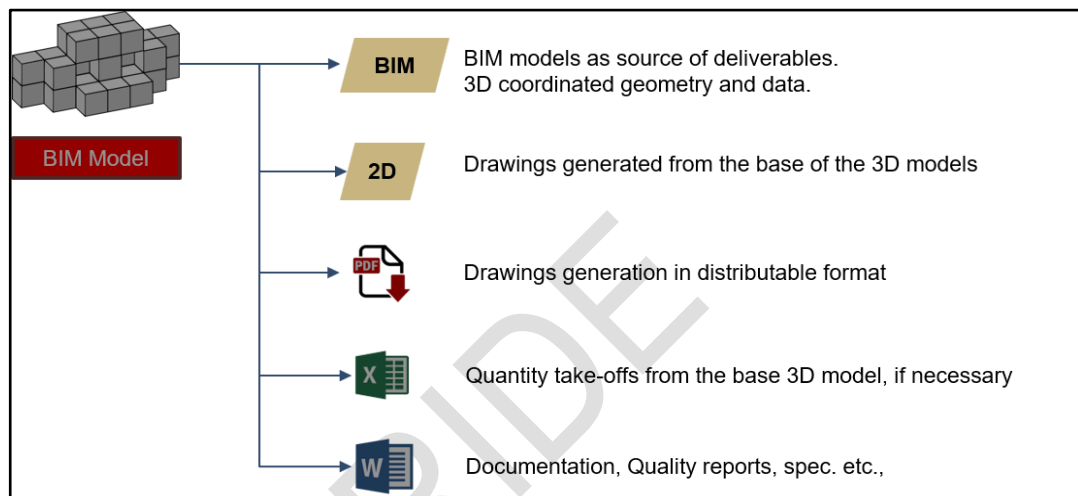 BIM
BIM models as source of deliverables.
3D coordinated geometry and data.
BIM Model
2D
Drawings generated from the base of the 3D models
PDF
Drawings generation in distributable format
X
Quantity take-offs from the base 3D model, if necessary
W
Documentation, Quality reports, spec. etc.,